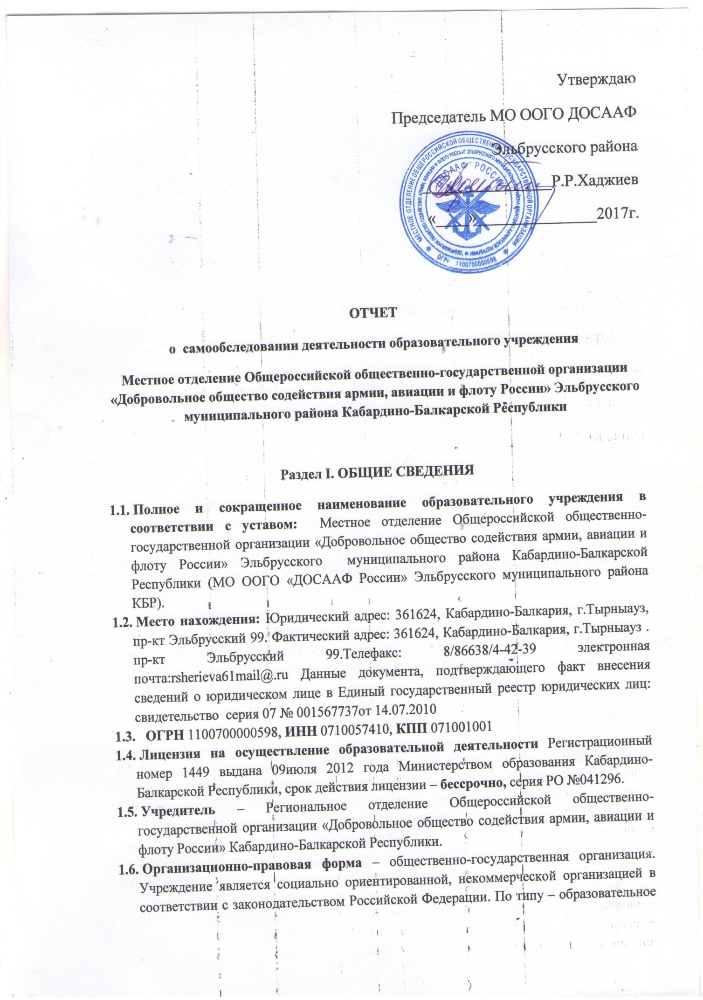 Утверждаю
Председатель МО ООГО ДОСААФ
Эльбрусского района
Р.Р.Хаджиев
«____»_______________2017г.
МЕСТНОЕ ОТДЕЛЕНИЕ ОБЩЕРОССИЙСКОЙ ОБЩЕСТВЕННО-ГОСУДАРСТВЕННОЙ ОРГАНИЗАЦИИ
ДОСААФ РОССИИ
ОГРН 1100700000598
ОТЧЕТ
о самообследовании деятельности образовательного учреждения
Местное отделение Общероссийской общественно-государственной организации
«Добровольное общество содействия армии, авиации и флоту России» Эльбрусского
муниципального района Кабардино-Балкарской Республики
Раздел I. ОБЩИЕ СВЕДЕНИЯ
1.1. Полное и сокращенное наименование образовательного учреждения в
соответствии с уставом: Местное отделение Общероссийской общественно-
государственной организации «Добровольное общество содействия армии, авиации и
флоту России» Эльбрусского муниципального района Кабардино-Балкарской
Республики (МО ООГО «ДОСААФ России» Эльбрусского муниципального района
КБР).
1.2. Место нахождения: Юридический адрес: 361624, Кабардино-Балкария, г.Тырныауз,
пр-кт Эльбрусский 99. Фактический адрес: 361624, Кабардино-Балкария, г.Тырныауз .
пр-кт Эльбрусский 99.Телефакс: 8/86638/4-42-39 электронная
почта:rsherieva61mail@.ru Данные документа, подтверждающего факт внесения
сведений о юридическом лице в Единый государственный реестр юридических лиц:
свидетельство серия 07 № 001567737от 14.07.2010
1.3. ОГРН 1100700000598, ИНН 0710057410, КПП 071001001
1.4. Лицензия на осуществление образовательной деятельности Регистрационный
номер 1449 выдана 09июля 2012 года Министерством образования Кабардино-
Балкарской Республики, срок действия лицензии – бессрочно, серия РО №041296.
1.5. Учредитель – Региональное отделение Общероссийской общественно-
государственной организации «Добровольное общество содействия армии, авиации и
флоту России» Кабардино-Балкарской Республики.
1.6. Организационно-правовая форма – общественно-государственная организация.
Учреждение является социально ориентированной, некоммерческой организацией в
соответствии с законодательством Российской Федерации. По типу – образовательное